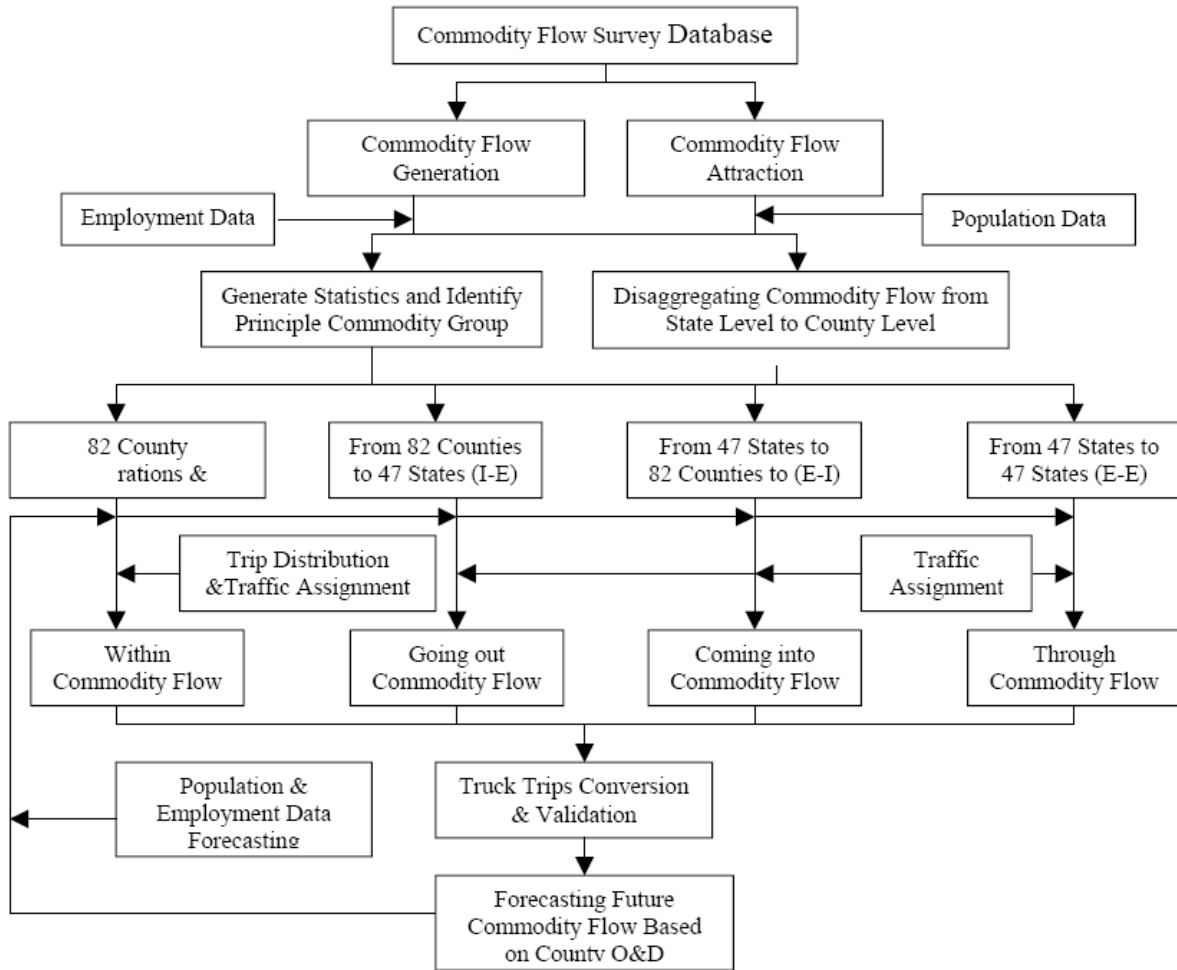 Commodity Flow Survey Database
Commodity Flow
Generation
Commodity Flow
Attraction
Employment Data
Population Data
Generate Statistics and Identify
Principle Commodity Group
Disaggregating Commodity Flow from
State Level to County Level
82 County
rations &
From 82 Counties
to 47 States (I-E)
From 47 States to
82 Counties to (E-I)
From 47 States to
47 States (E-E)
Trip Distribution
&Traffic Assignment
Traffic
Assignment
Within
Commodity Flow
Going out
Commodity Flow
Coming into
Commodity Flow
Through
Commodity Flow
Population &
Employment Data
Forecasting
Truck Trips Conversion
& Validation
Forecasting Future
Commodity Flow Based
on County O&D